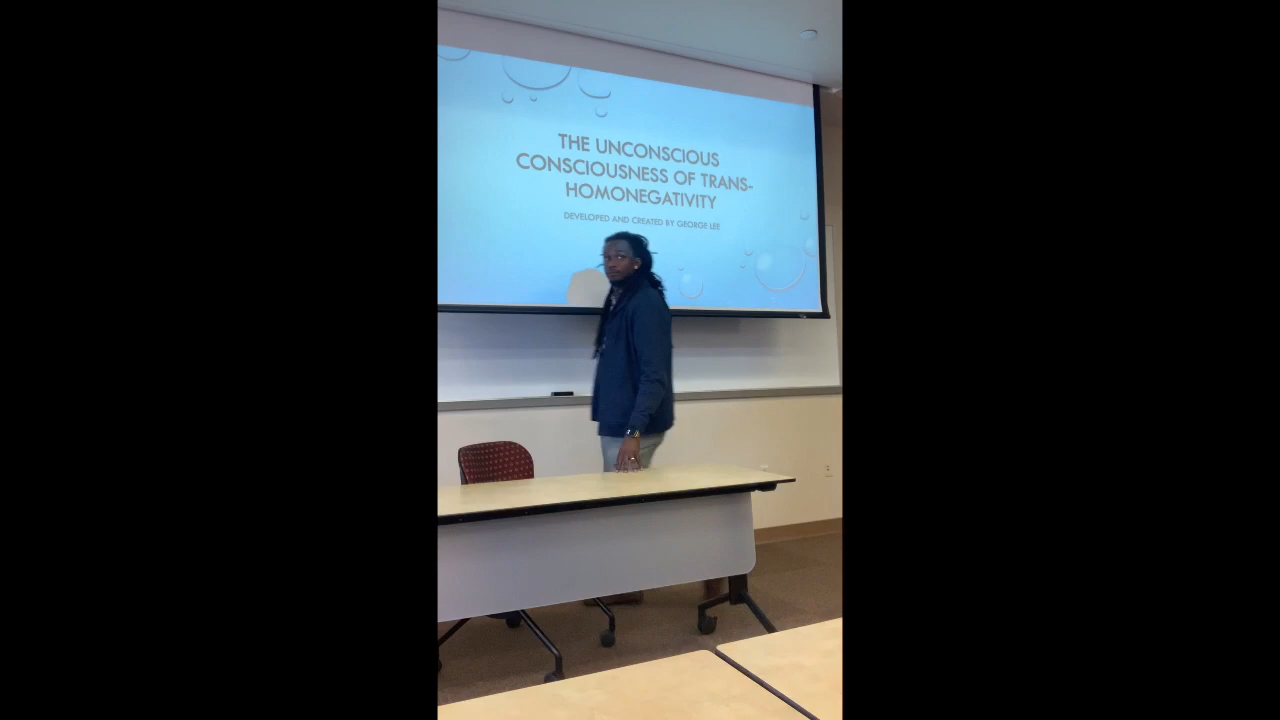 THE UNCONSCIOUS
CONSCIOUSNESS OF TRANS-
HOMONEGATIVITY
DEVELOPED AND CREATED BY GEORGE LEE